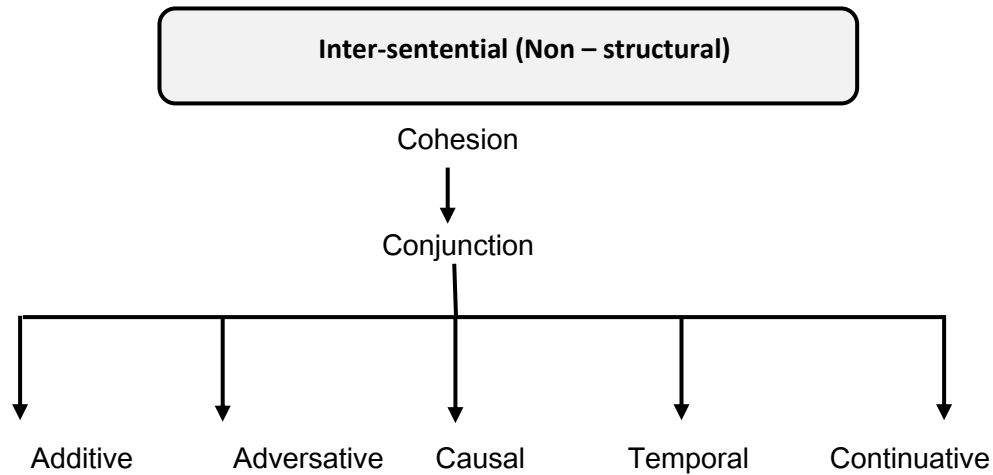 Inter-sentential (Non – structural)
Cohesion
Conjunction
Additive Adversative Causal Temporal Continuative